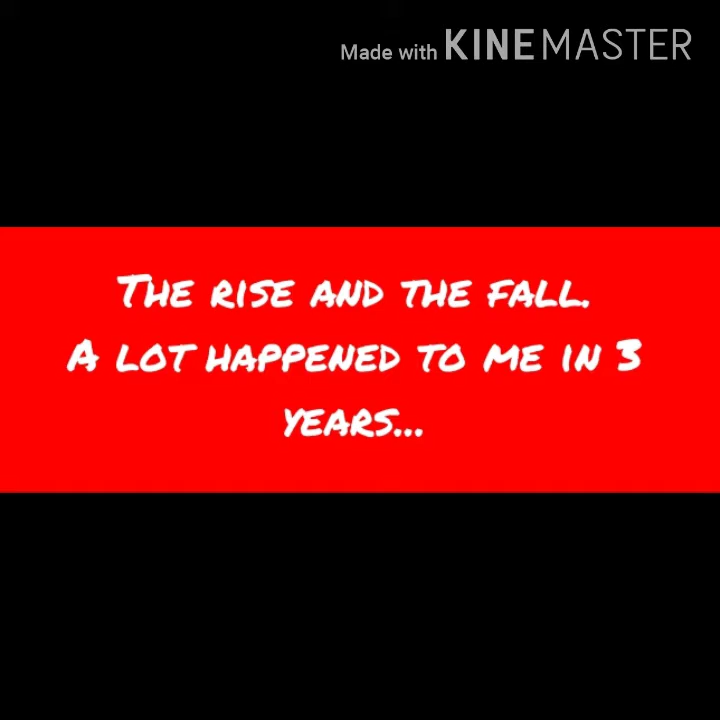 Made with KINEMASTER
THE RISE AND THE FALL.
A LOT HAPPENED TO ME IN 3
YEARS...